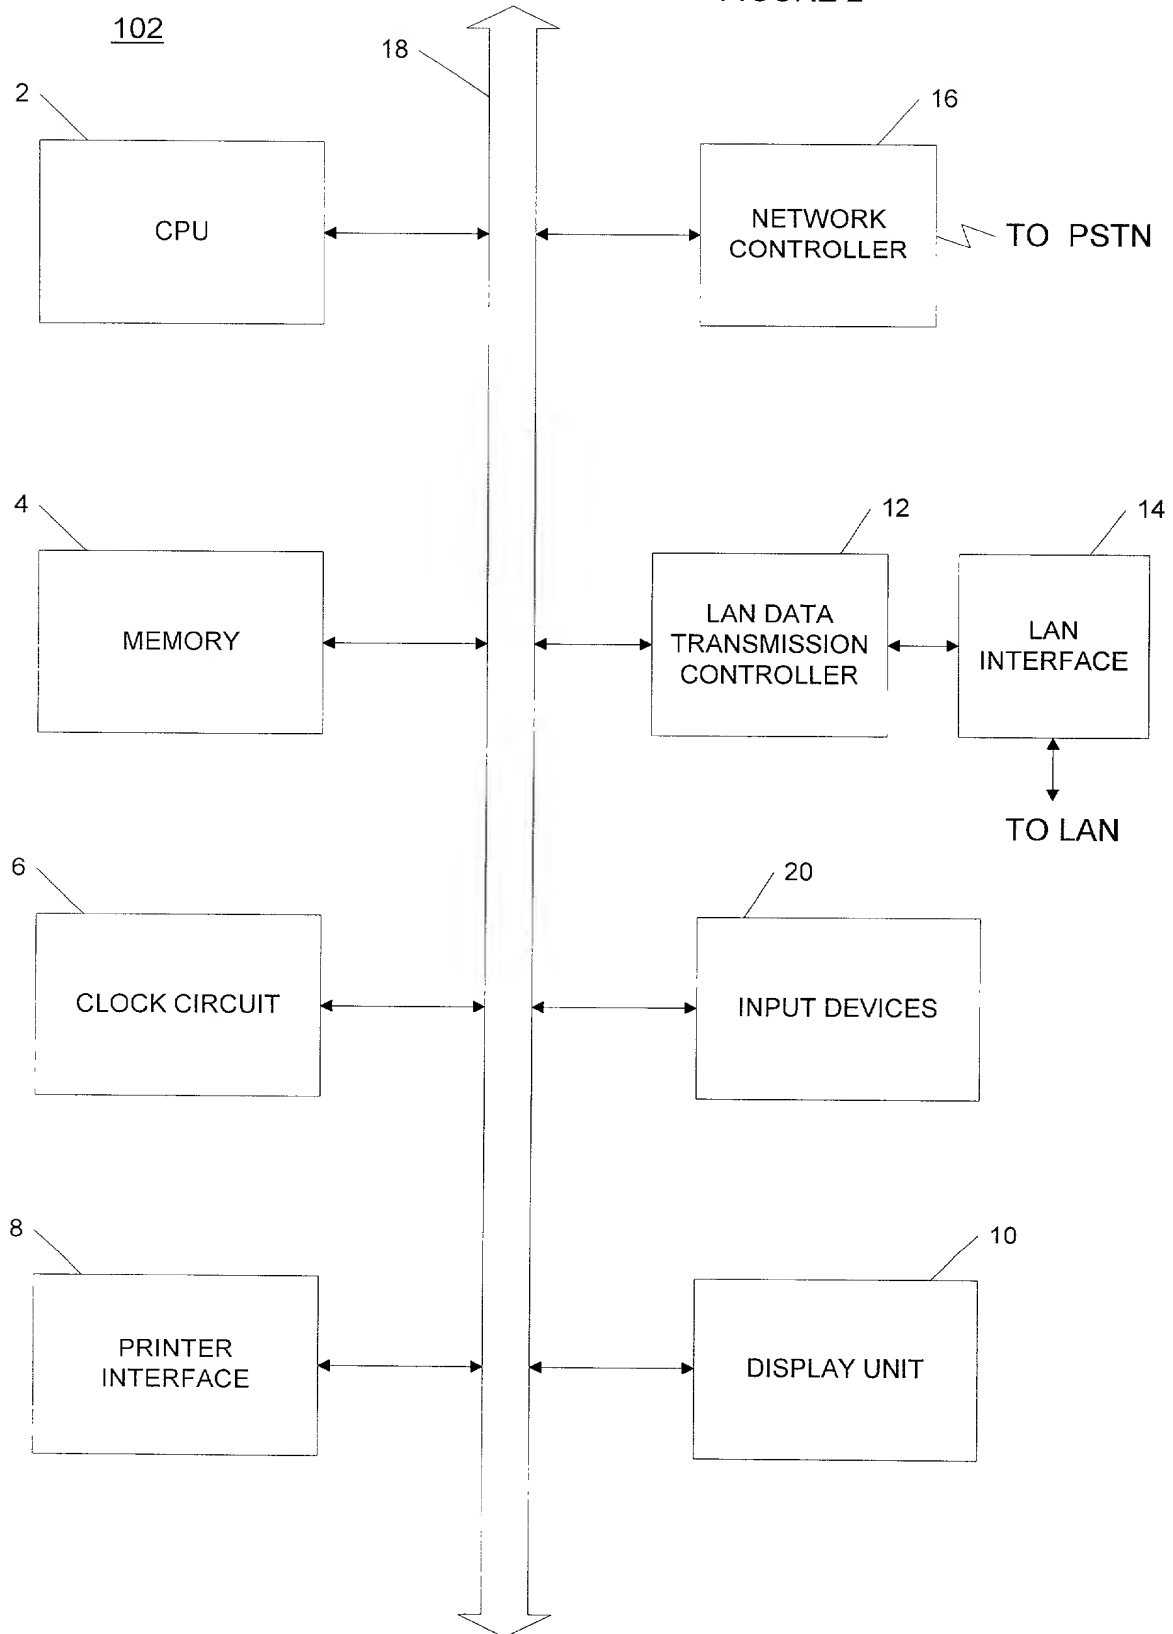 102
18
2
16
CPU
NETWORK
CONTROLLER
TO PSTN
4
12
14
MEMORY
LAN DATA
TRANSMISSION
CONTROLLER
LAN
INTERFACE
TO LAN
6
20
CLOCK CIRCUIT
INPUT DEVICES
8
10
PRINTER
INTERFACE
DISPLAY UNIT